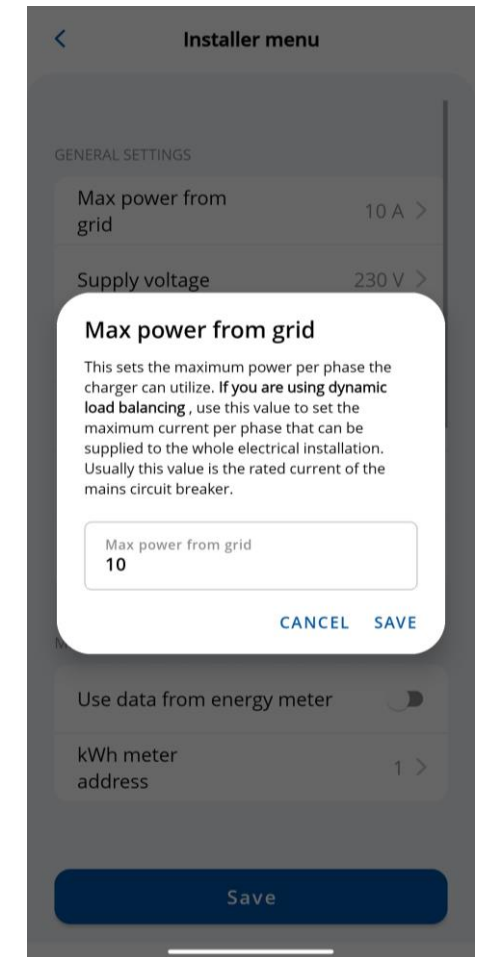 Installer menu
GENERAL SETTINGS
Max power from
grid
10 A
Supply voltage
230 V
Max power from grid
This sets the maximum power per phase the
charger can utilize. If you are using dynamic
load balancing , use this value to set the
maximum current per phase that can be
supplied to the whole electrical installation.
Usually this value is the rated current of the
mains circuit breaker.
Max power from grid
10
CANCEL SAVE
Use data from energy meter
kWh meter
address
1
Save